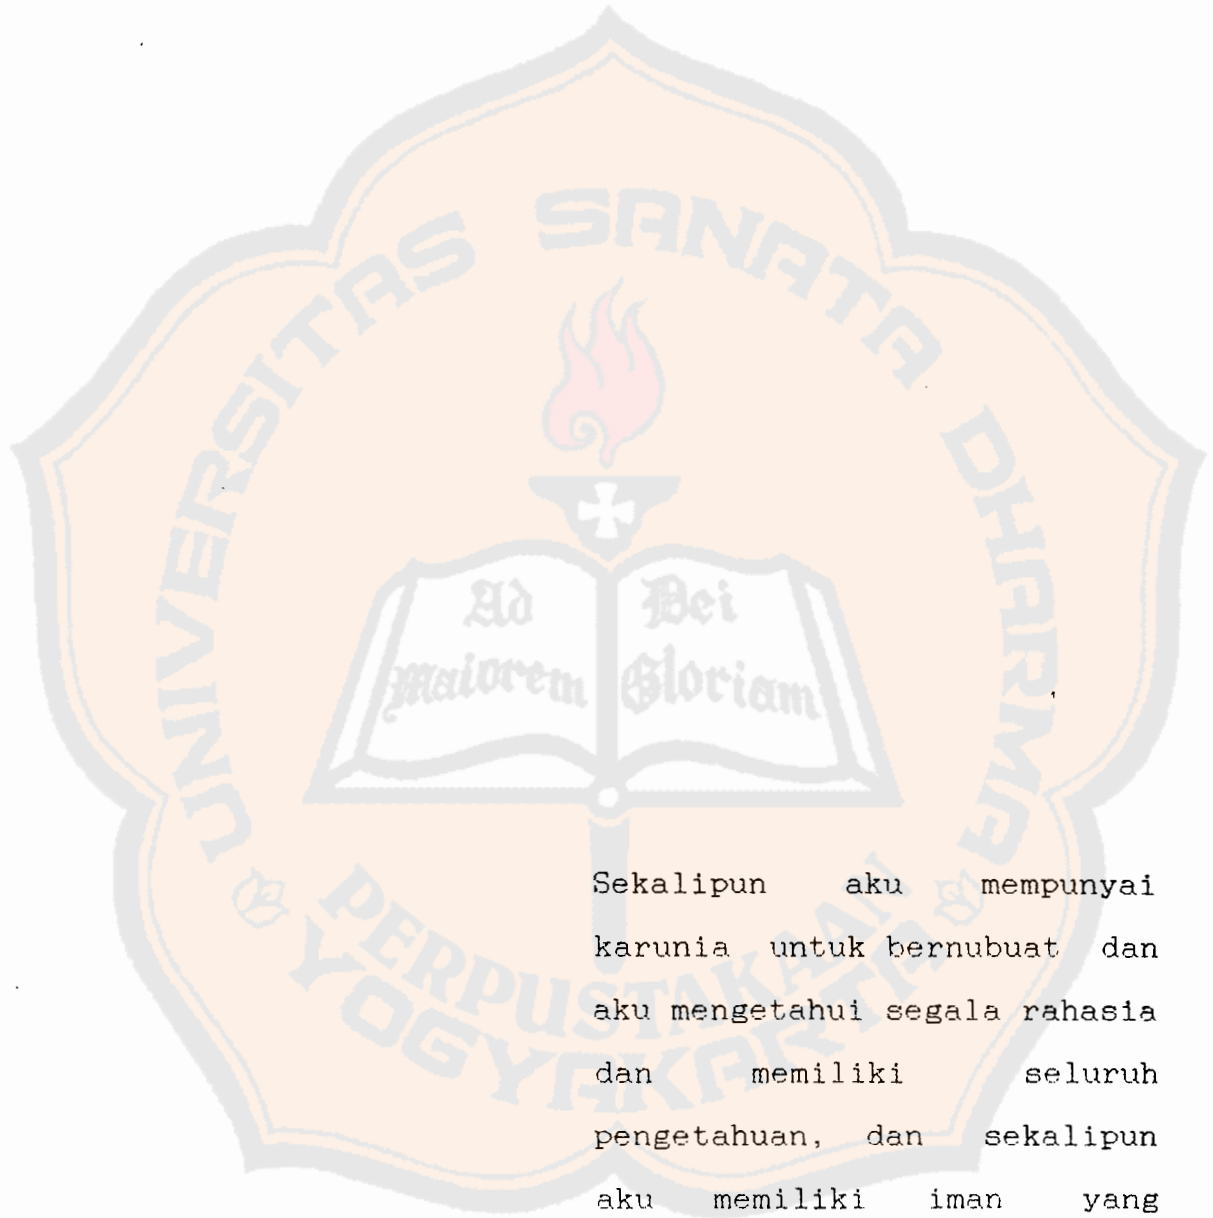 UNIVERSITAS SANATA DHARMA
Ad Dei
Maiorem Gloriam
PERPUSTAKAAN
YOGYAKARTA
Sekalipun aku mempunyai
karunia untuk bernubuat dan
aku mengetahui segala rahasia
dan memiliki seluruh
pengetahuan, dan sekalipun
aku memiliki iman yang